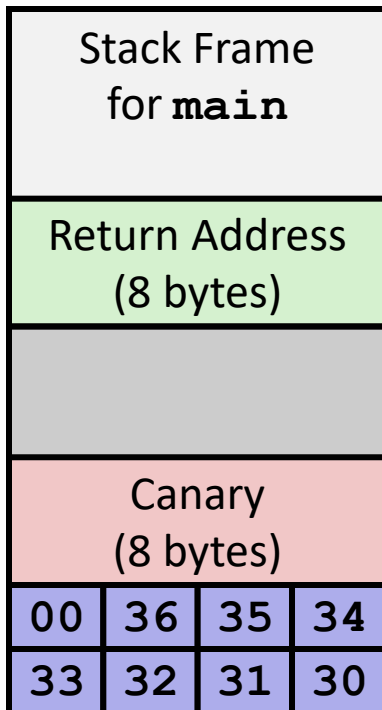 Stack Frame
for main
Return Address
(8 bytes)
Canary
(8 bytes)
00 36 35 34
33 32 31 30